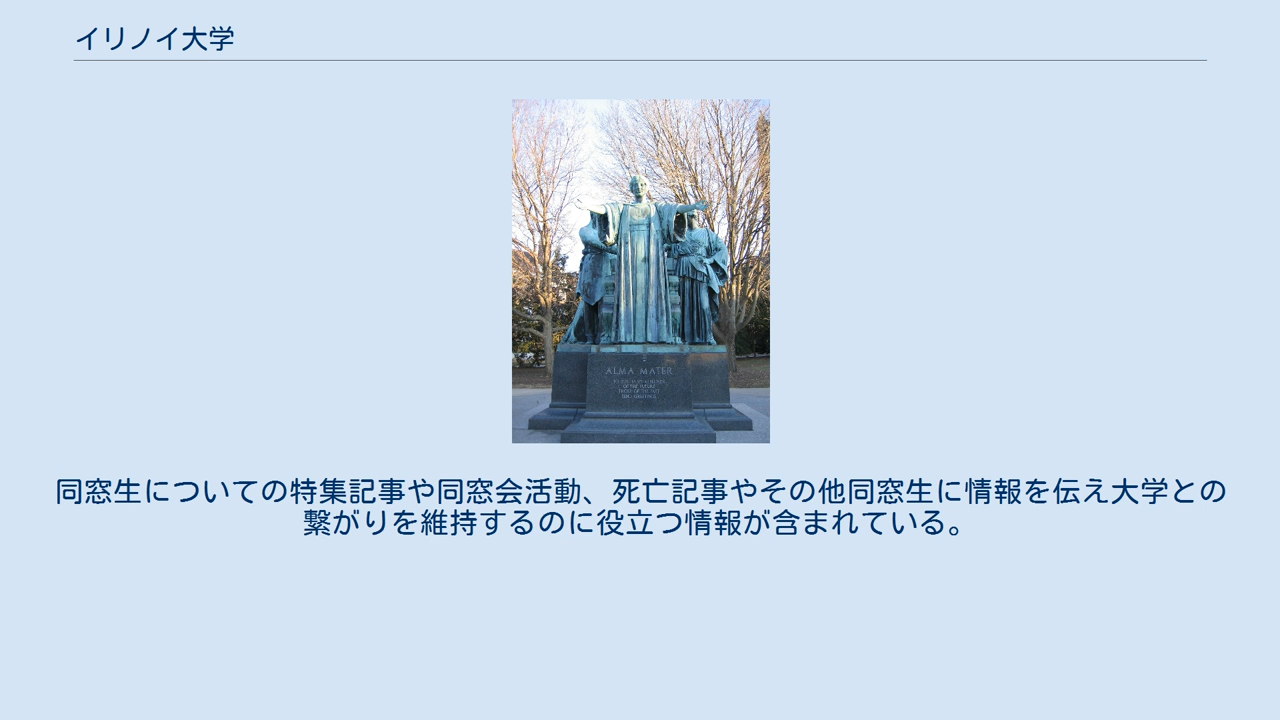 イリノイ大学
ALMA MATER
同窓生についての特集記事や同窓会活動、死亡記事やその他同窓生に情報を伝え大学との
繋がりを維持するのに役立つ情報が含まれている。